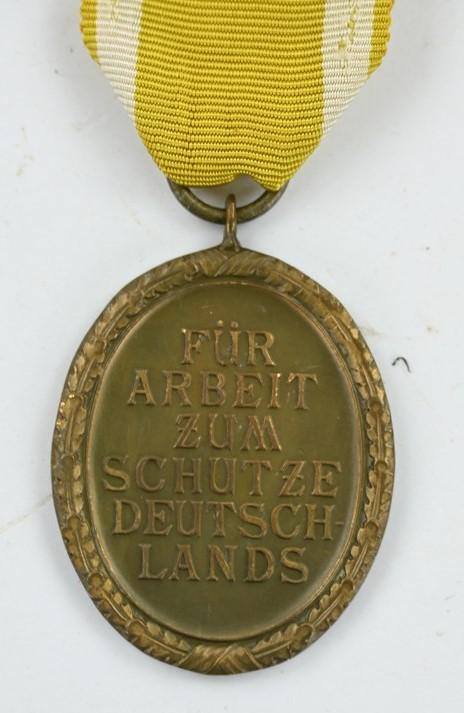 FÜR
ARBEIT
ZUM
SCHUTZE
DEUTSCH-
LANDS